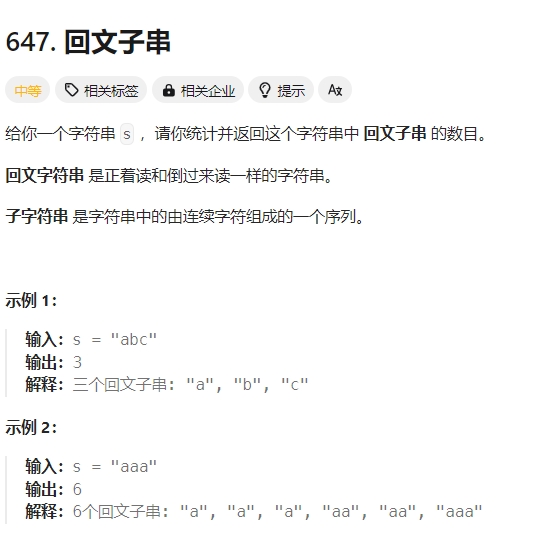 647. 回文子串
中等 相关标签 相关企业 提示 Aあ
给你一个字符串 s ，请你统计并返回这个字符串中 回文子串 的数目。
回文字符串 是正着读和倒过来读一样的字符串。
子字符串 是字符串中的由连续字符组成的一个序列。
示例 1：
输入：s = "abc"
输出：3
解释：三个回文子串: "a", "b", "c"
示例 2：
输入：s = "aaa"
输出：6
解释：6个回文子串: "a", "a", "a", "aa", "aa", "aaa"